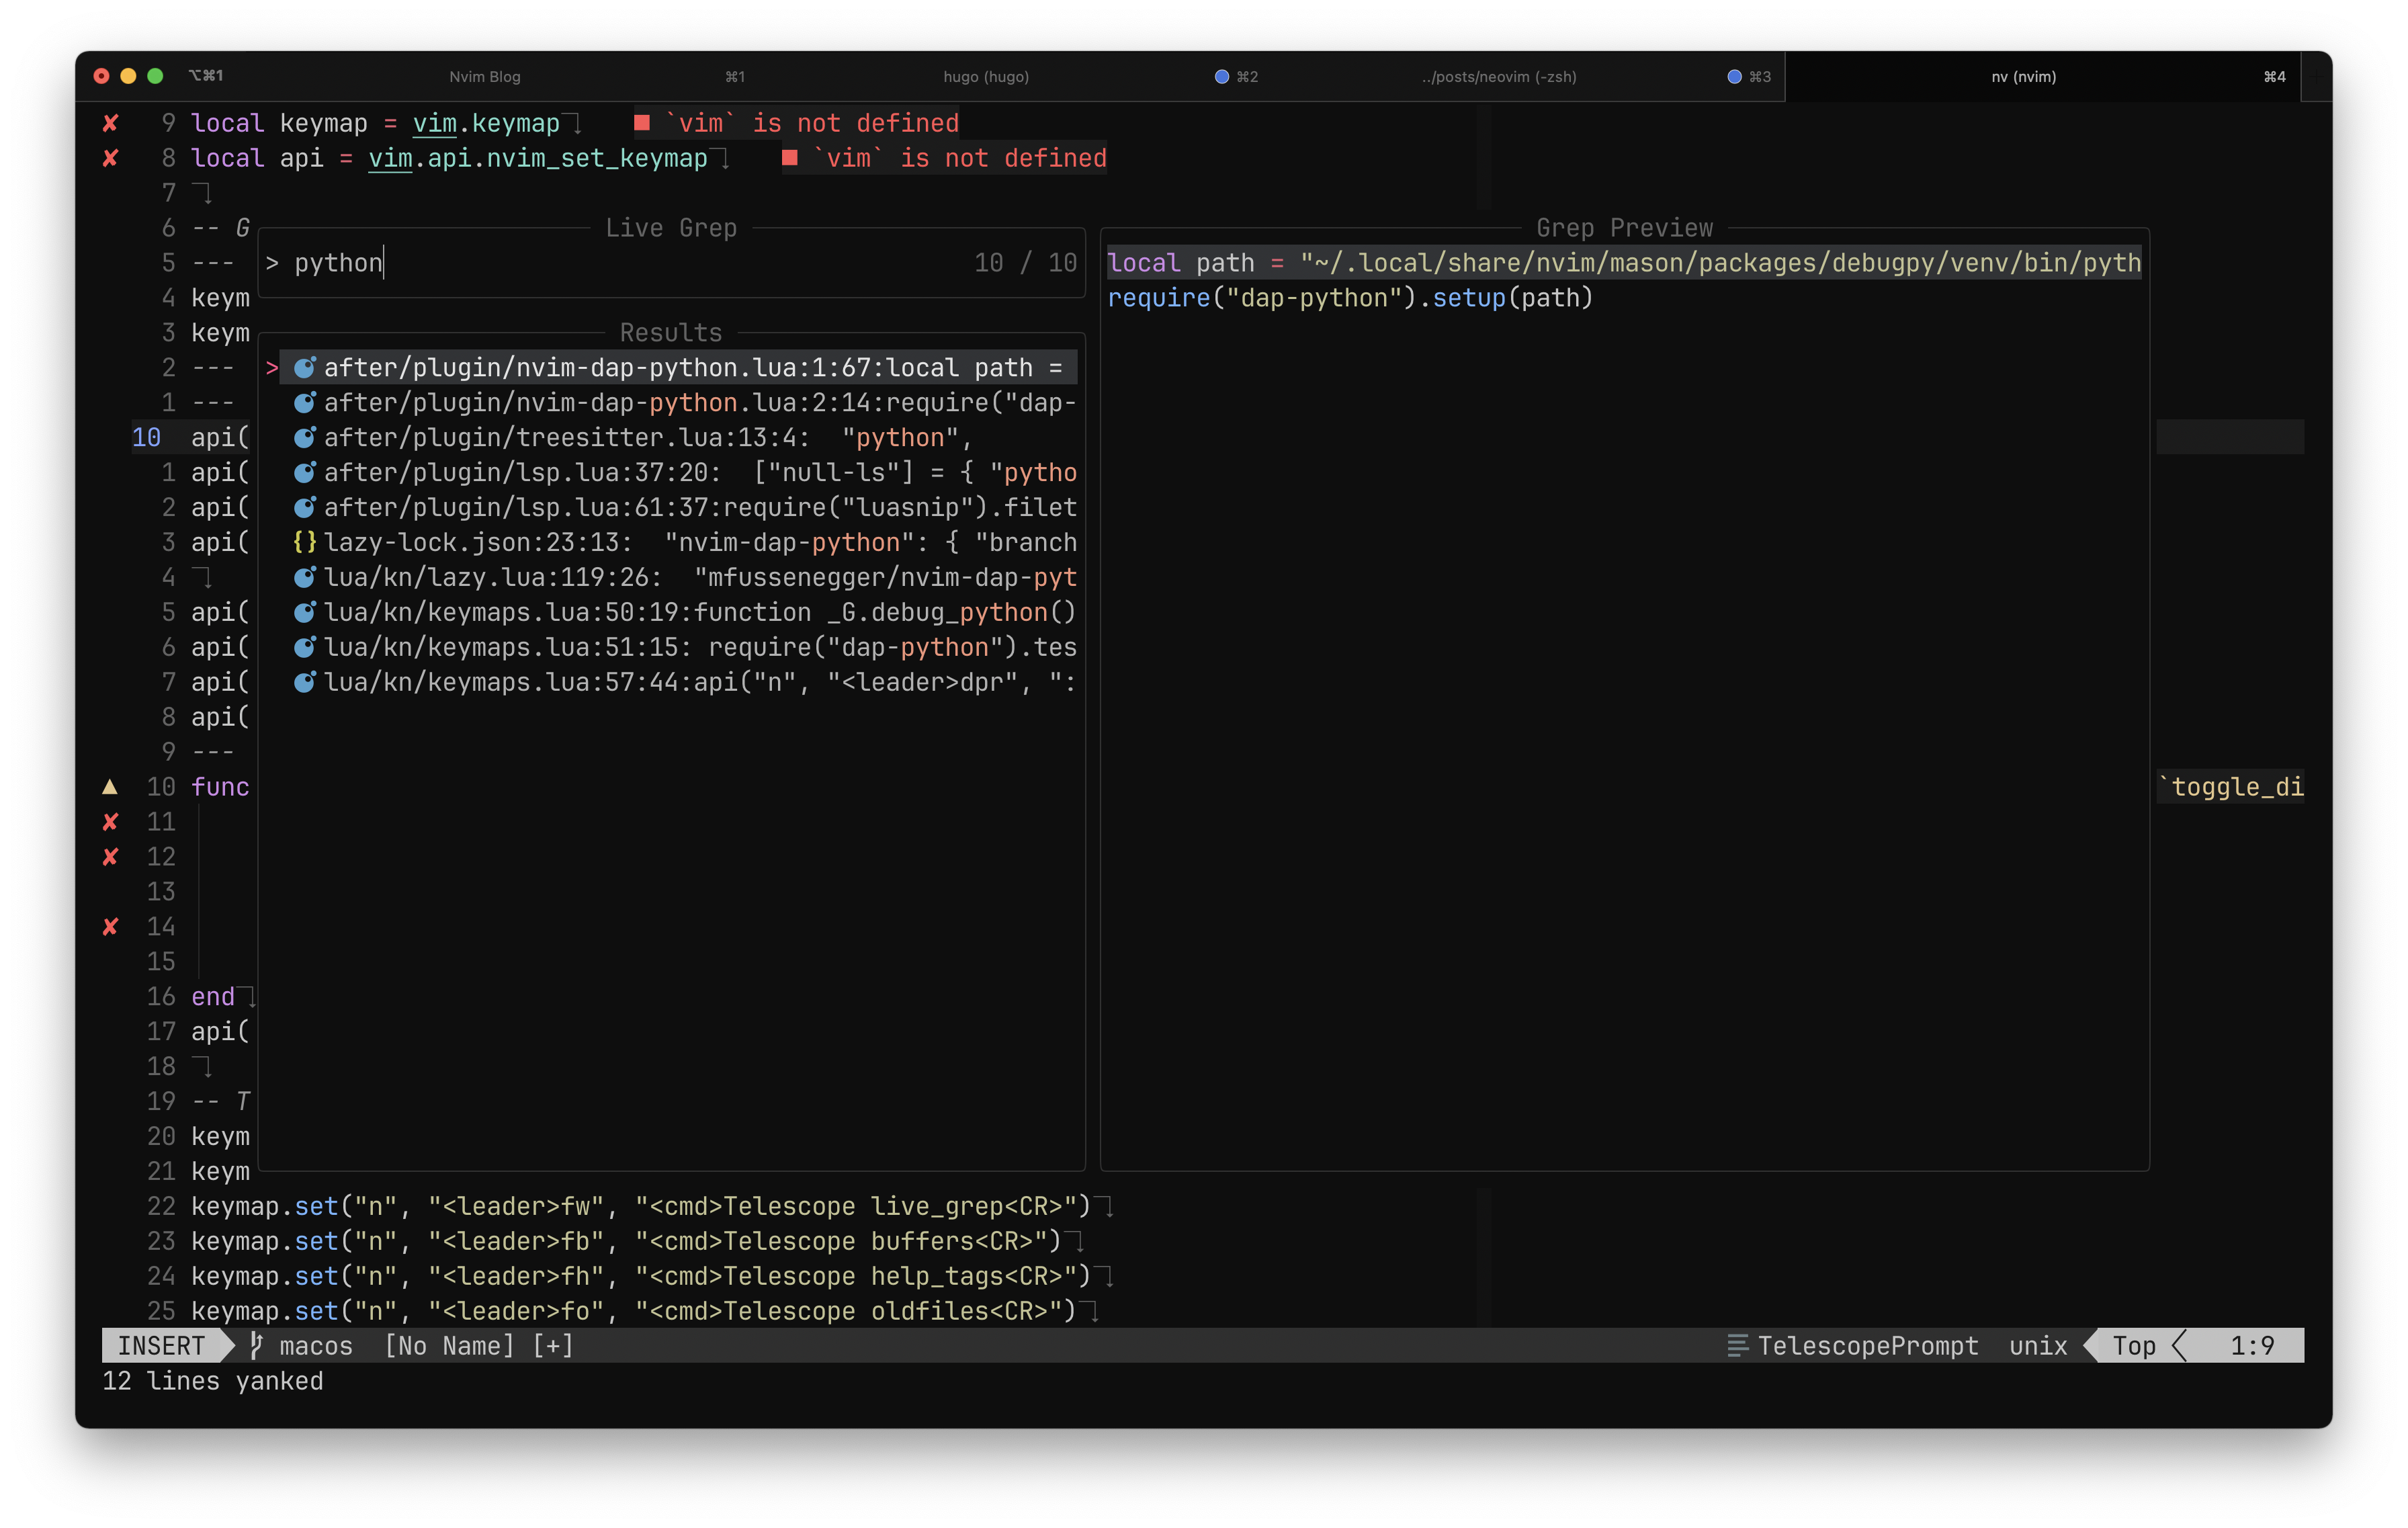 ⌥⌘1 Nvim Blog ⌘1 hugo (hugo) ⌘2 ../posts/neovim (-zsh) ⌘3 nv (nvim) ⌘4
✘ 9 local keymap = vim.keymap ■ `vim` is not defined
✘ 8 local api = vim.api.nvim_set_keymap ■ `vim` is not defined
7
6 -- G
5 ---
4 keym
3 keym
2 ---
1 ---
10 api(
1 api(
2 api(
3 api(
4
5 api(
6 api(
7 api(
8 api(
9 ---
▲ 10 func
✘ 11
✘ 12
13
✘ 14
15
16 end
17 api(
18
19 -- T
20 keym
21 keym
Live Grep
> python 10 / 10
Results
> after/plugin/nvim-dap-python.lua:1:67:local path =
after/plugin/nvim-dap-python.lua:2:14:require("dap-
after/plugin/treesitter.lua:13:4:  "python",
after/plugin/lsp.lua:37:20:  ["null-ls"] = { "pytho
after/plugin/lsp.lua:61:37:require("luasnip").filet
{} lazy-lock.json:23:13:  "nvim-dap-python": { "branch
lua/kn/lazy.lua:119:26:  "mfussenegger/nvim-dap-pyt
lua/kn/keymaps.lua:50:19:function _G.debug_python()
lua/kn/keymaps.lua:51:15: require("dap-python").tes
lua/kn/keymaps.lua:57:44:api("n", "<leader>dpr", ":
Grep Preview
local path = "~/.local/share/nvim/mason/packages/debugpy/venv/bin/pyth
require("dap-python").setup(path)
`toggle_di
22 keymap.set("n", "<leader>fw", "<cmd>Telescope live_grep<CR>")
23 keymap.set("n", "<leader>fb", "<cmd>Telescope buffers<CR>")
24 keymap.set("n", "<leader>fh", "<cmd>Telescope help_tags<CR>")
25 keymap.set("n", "<leader>fo", "<cmd>Telescope oldfiles<CR>")
INSERT macos [No Name] [+] TelescopePrompt unix Top 1:9
12 lines yanked